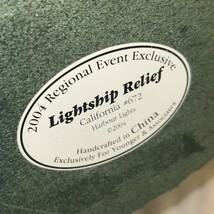 2004 Regional Event Exclusive
Lightship Relief
California #672
Harbour Lights
©2004
Handcrafted in China
Exclusively For Younger & Associates